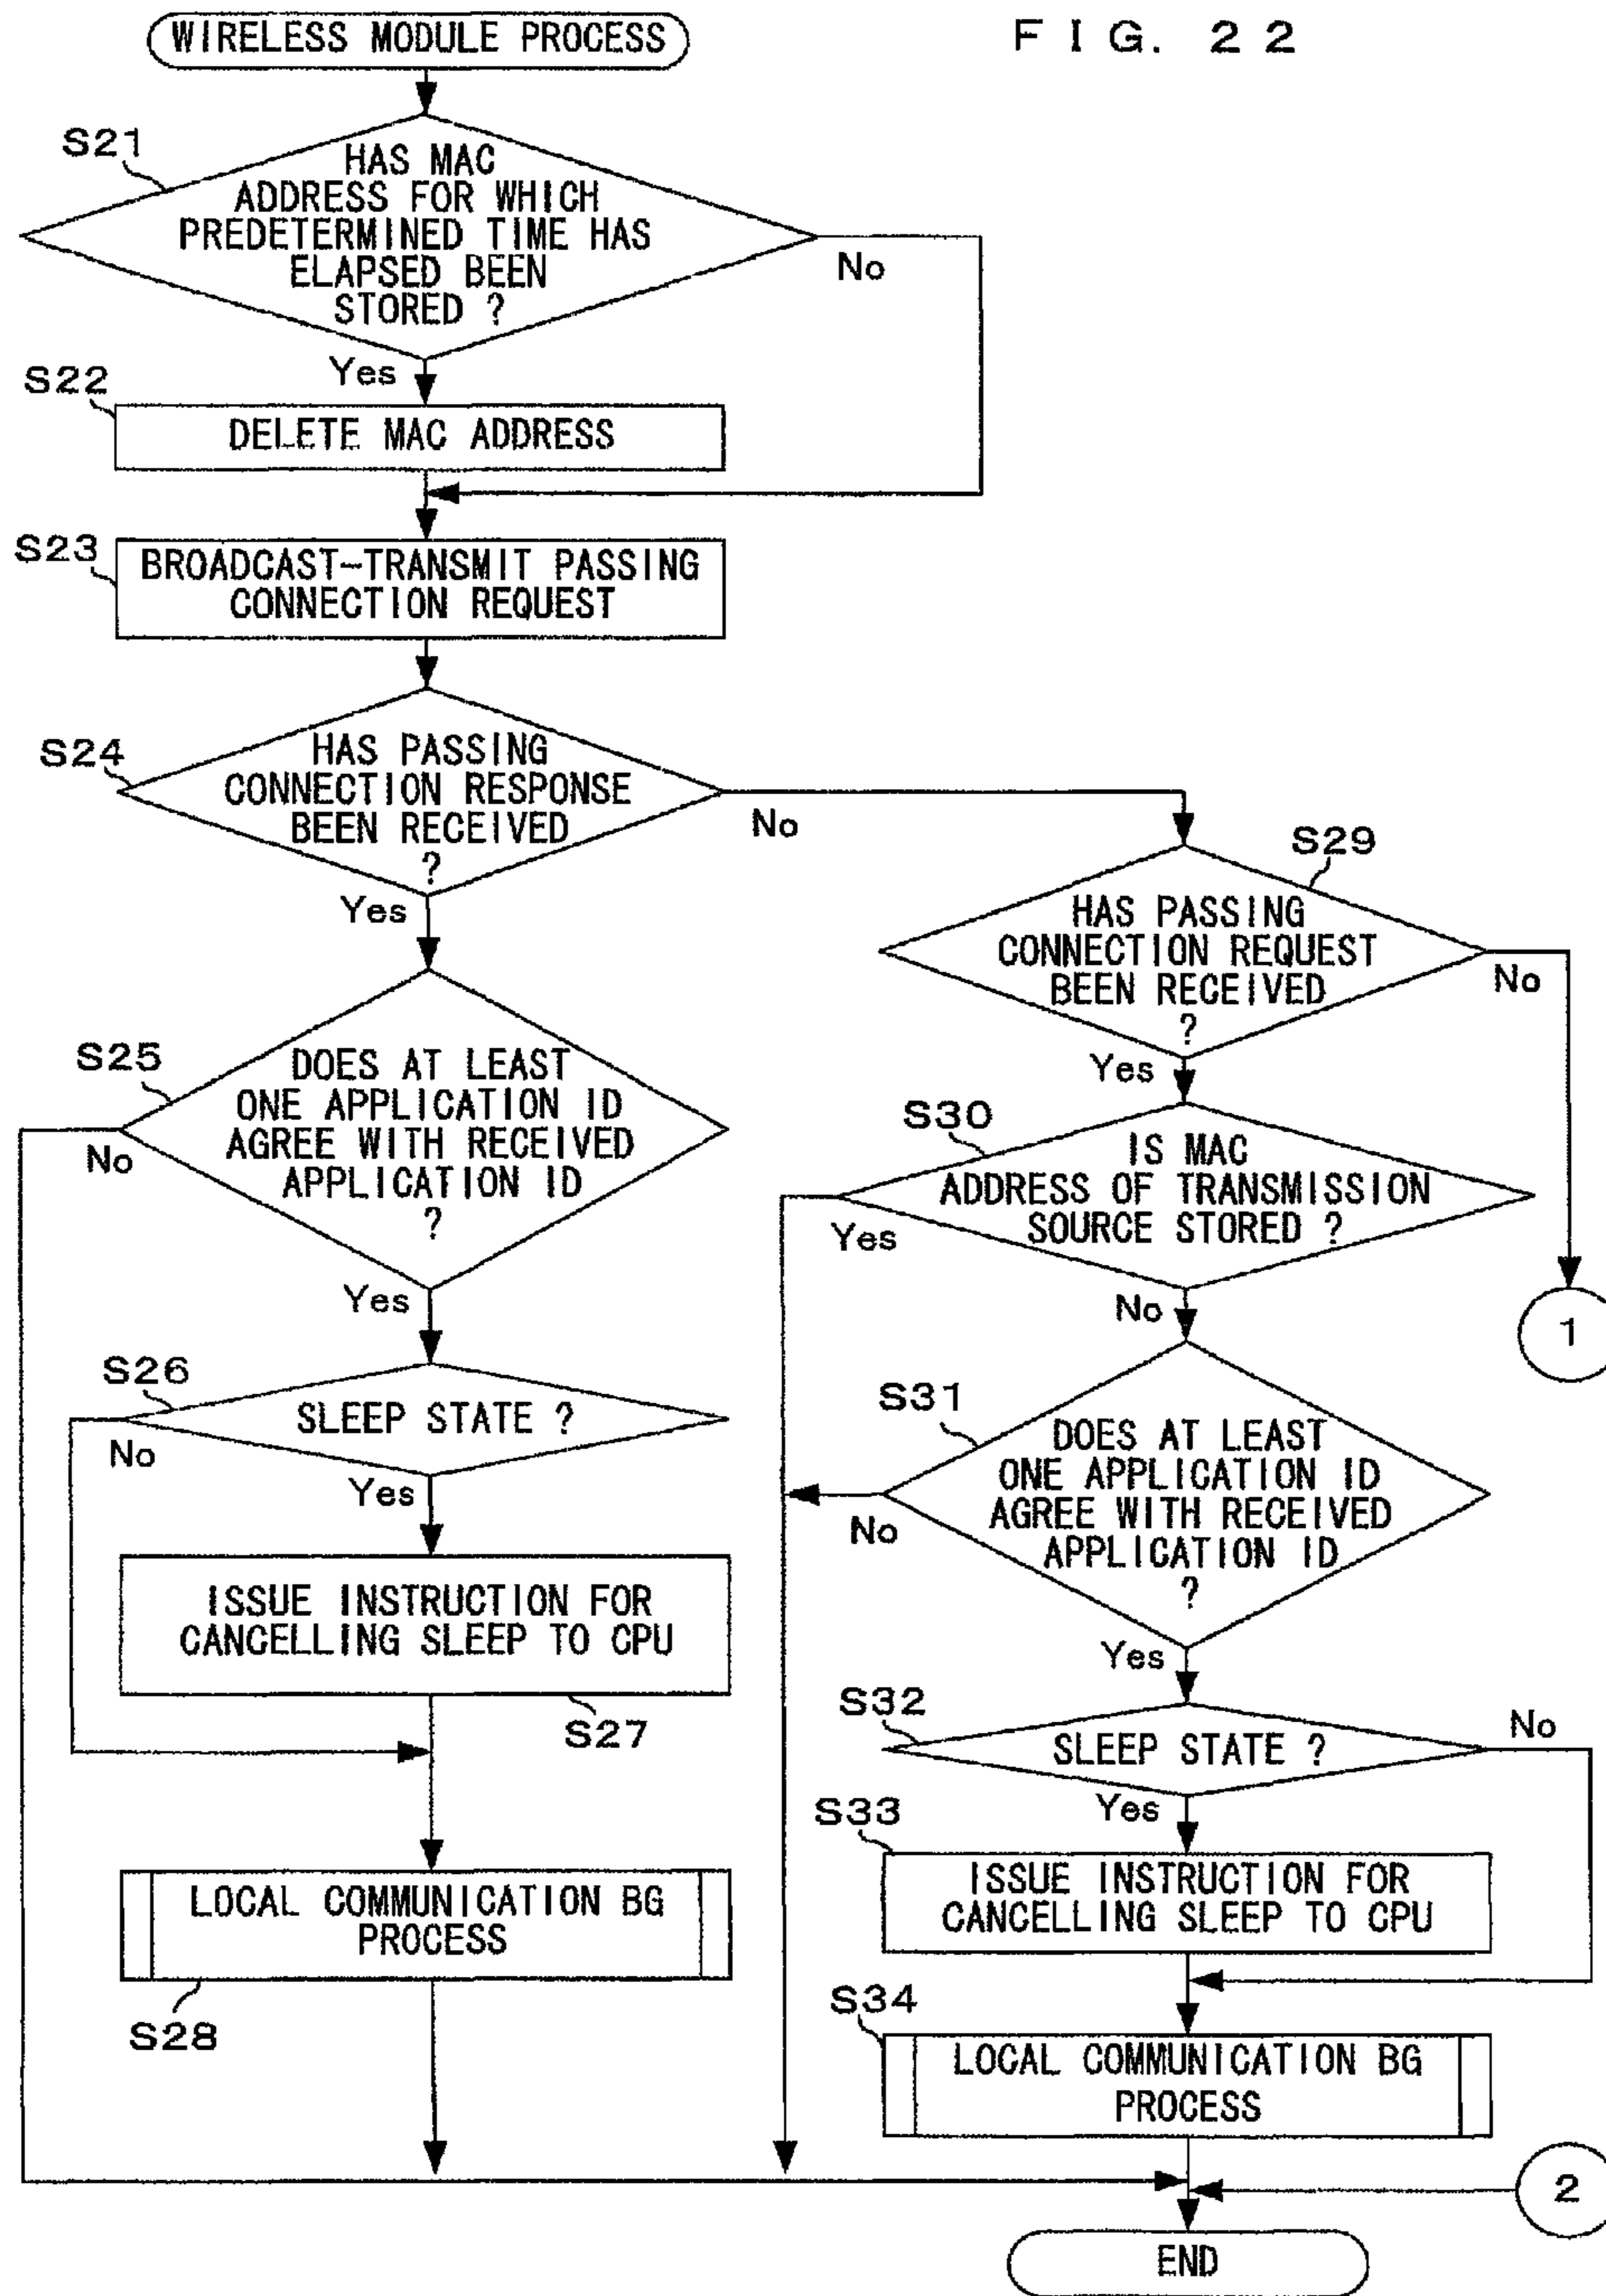 WIRELESS MODULE PROCESS
FIG. 22
S21
HAS MAC
ADDRESS FOR WHICH
PREDETERMINED TIME HAS
ELAPSED BEEN
STORED ?
No
Yes
S22
DELETE MAC ADDRESS
S23
BROADCAST-TRANSMIT PASSING
CONNECTION REQUEST
S24
HAS PASSING
CONNECTION RESPONSE
BEEN RECEIVED
?
No
Yes
S25
DOES AT LEAST
ONE APPLICATION ID
AGREE WITH RECEIVED
APPLICATION ID
?
No
Yes
S26
SLEEP STATE ?
No
Yes
ISSUE INSTRUCTION FOR
CANCELLING SLEEP TO CPU
S27
LOCAL COMMUNICATION BG
PROCESS
S28
S29
HAS PASSING
CONNECTION REQUEST
BEEN RECEIVED
?
No
Yes
S30
IS MAC
ADDRESS OF TRANSMISSION
SOURCE STORED ?
Yes
No
1
S31
DOES AT LEAST
ONE APPLICATION ID
AGREE WITH RECEIVED
APPLICATION ID
?
No
Yes
S32
SLEEP STATE ?
No
Yes
S33
ISSUE INSTRUCTION FOR
CANCELLING SLEEP TO CPU
S34
LOCAL COMMUNICATION BG
PROCESS
2
END